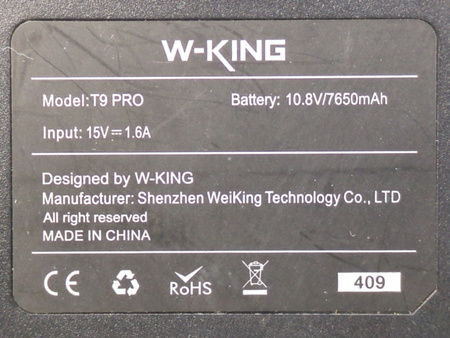 W-KING
Model:T9 PRO Battery: 10.8V/7650mAh
Input: 15V⎓1.6A
Designed by W-KING
Manufacturer: Shenzhen WeiKing Technology Co., LTD
All right reserved
MADE IN CHINA
CE RoHS 409